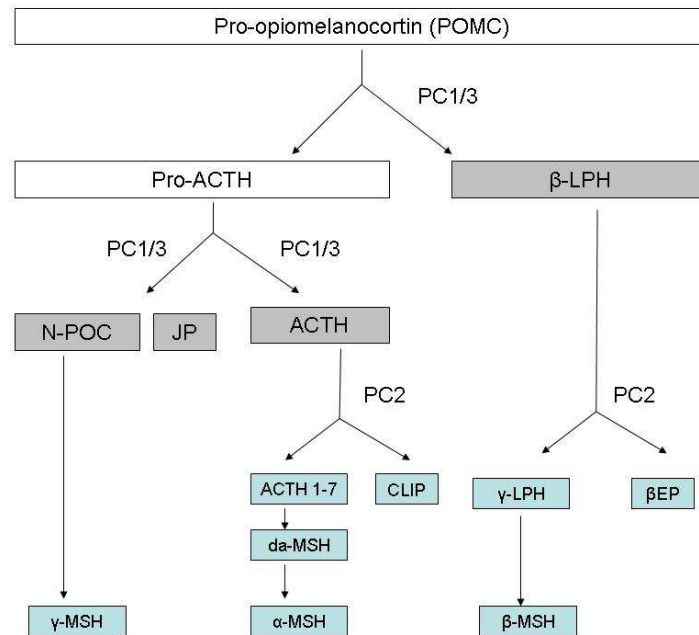 Pro-opiomelanocortin (POMC)
PC1/3
Pro-ACTH
β-LPH
PC1/3
PC1/3
N-POC
JP
ACTH
PC2
PC2
ACTH 1-7
CLIP
γ-LPH
βEP
da-MSH
γ-MSH
α-MSH
β-MSH